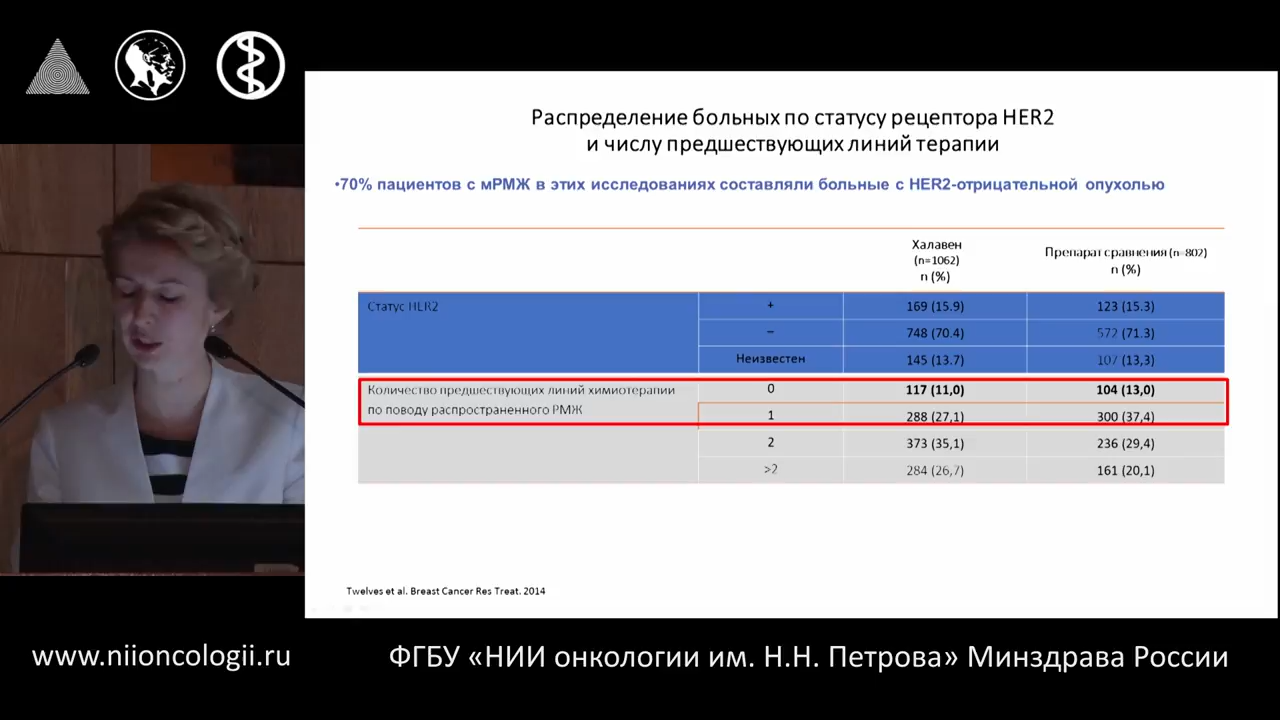 Распределение больных по статусу рецептора HER2
и числу предшествующих линий терапии
•70% пациентов с мРМЖ в этих исследованиях составляли больные с HER2-отрицательной опухолью
Халавен
(n=1062)
n (%)
Препарат сравнения (n=802)
n (%)
Статус HER2
+
169 (15.9)
123 (15.3)
–
748 (70.4)
572 (71.3)
Неизвестен
145 (13.7)
107 (13,3)
Количество предшествующих линий химиотерапии
по поводу распространенного РМЖ
0
117 (11,0)
104 (13,0)
1
288 (27,1)
300 (37,4)
2
373 (35,1)
236 (29,4)
>2
284 (26,7)
161 (20,1)
Twelves et al. Breast Cancer Res Treat. 2014
www.niioncologii.ru
ФГБУ «НИИ онкологии им. Н.Н. Петрова» Минздрава России